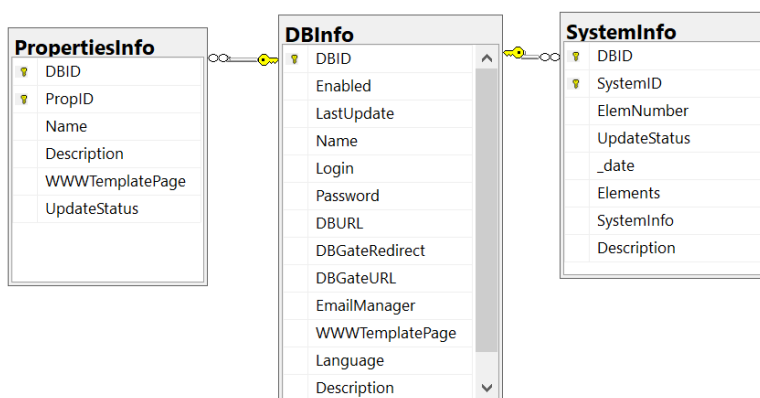 PropertiesInfo
DBID
PropID
Name
Description
WWWTemplatePage
UpdateStatus
DBInfo
DBID
Enabled
LastUpdate
Name
Login
Password
DBURL
DBGateRedirect
DBGateURL
EmailManager
WWWTemplatePage
Language
Description
SystemInfo
DBID
SystemID
ElemNumber
UpdateStatus
_date
Elements
SystemInfo
Description